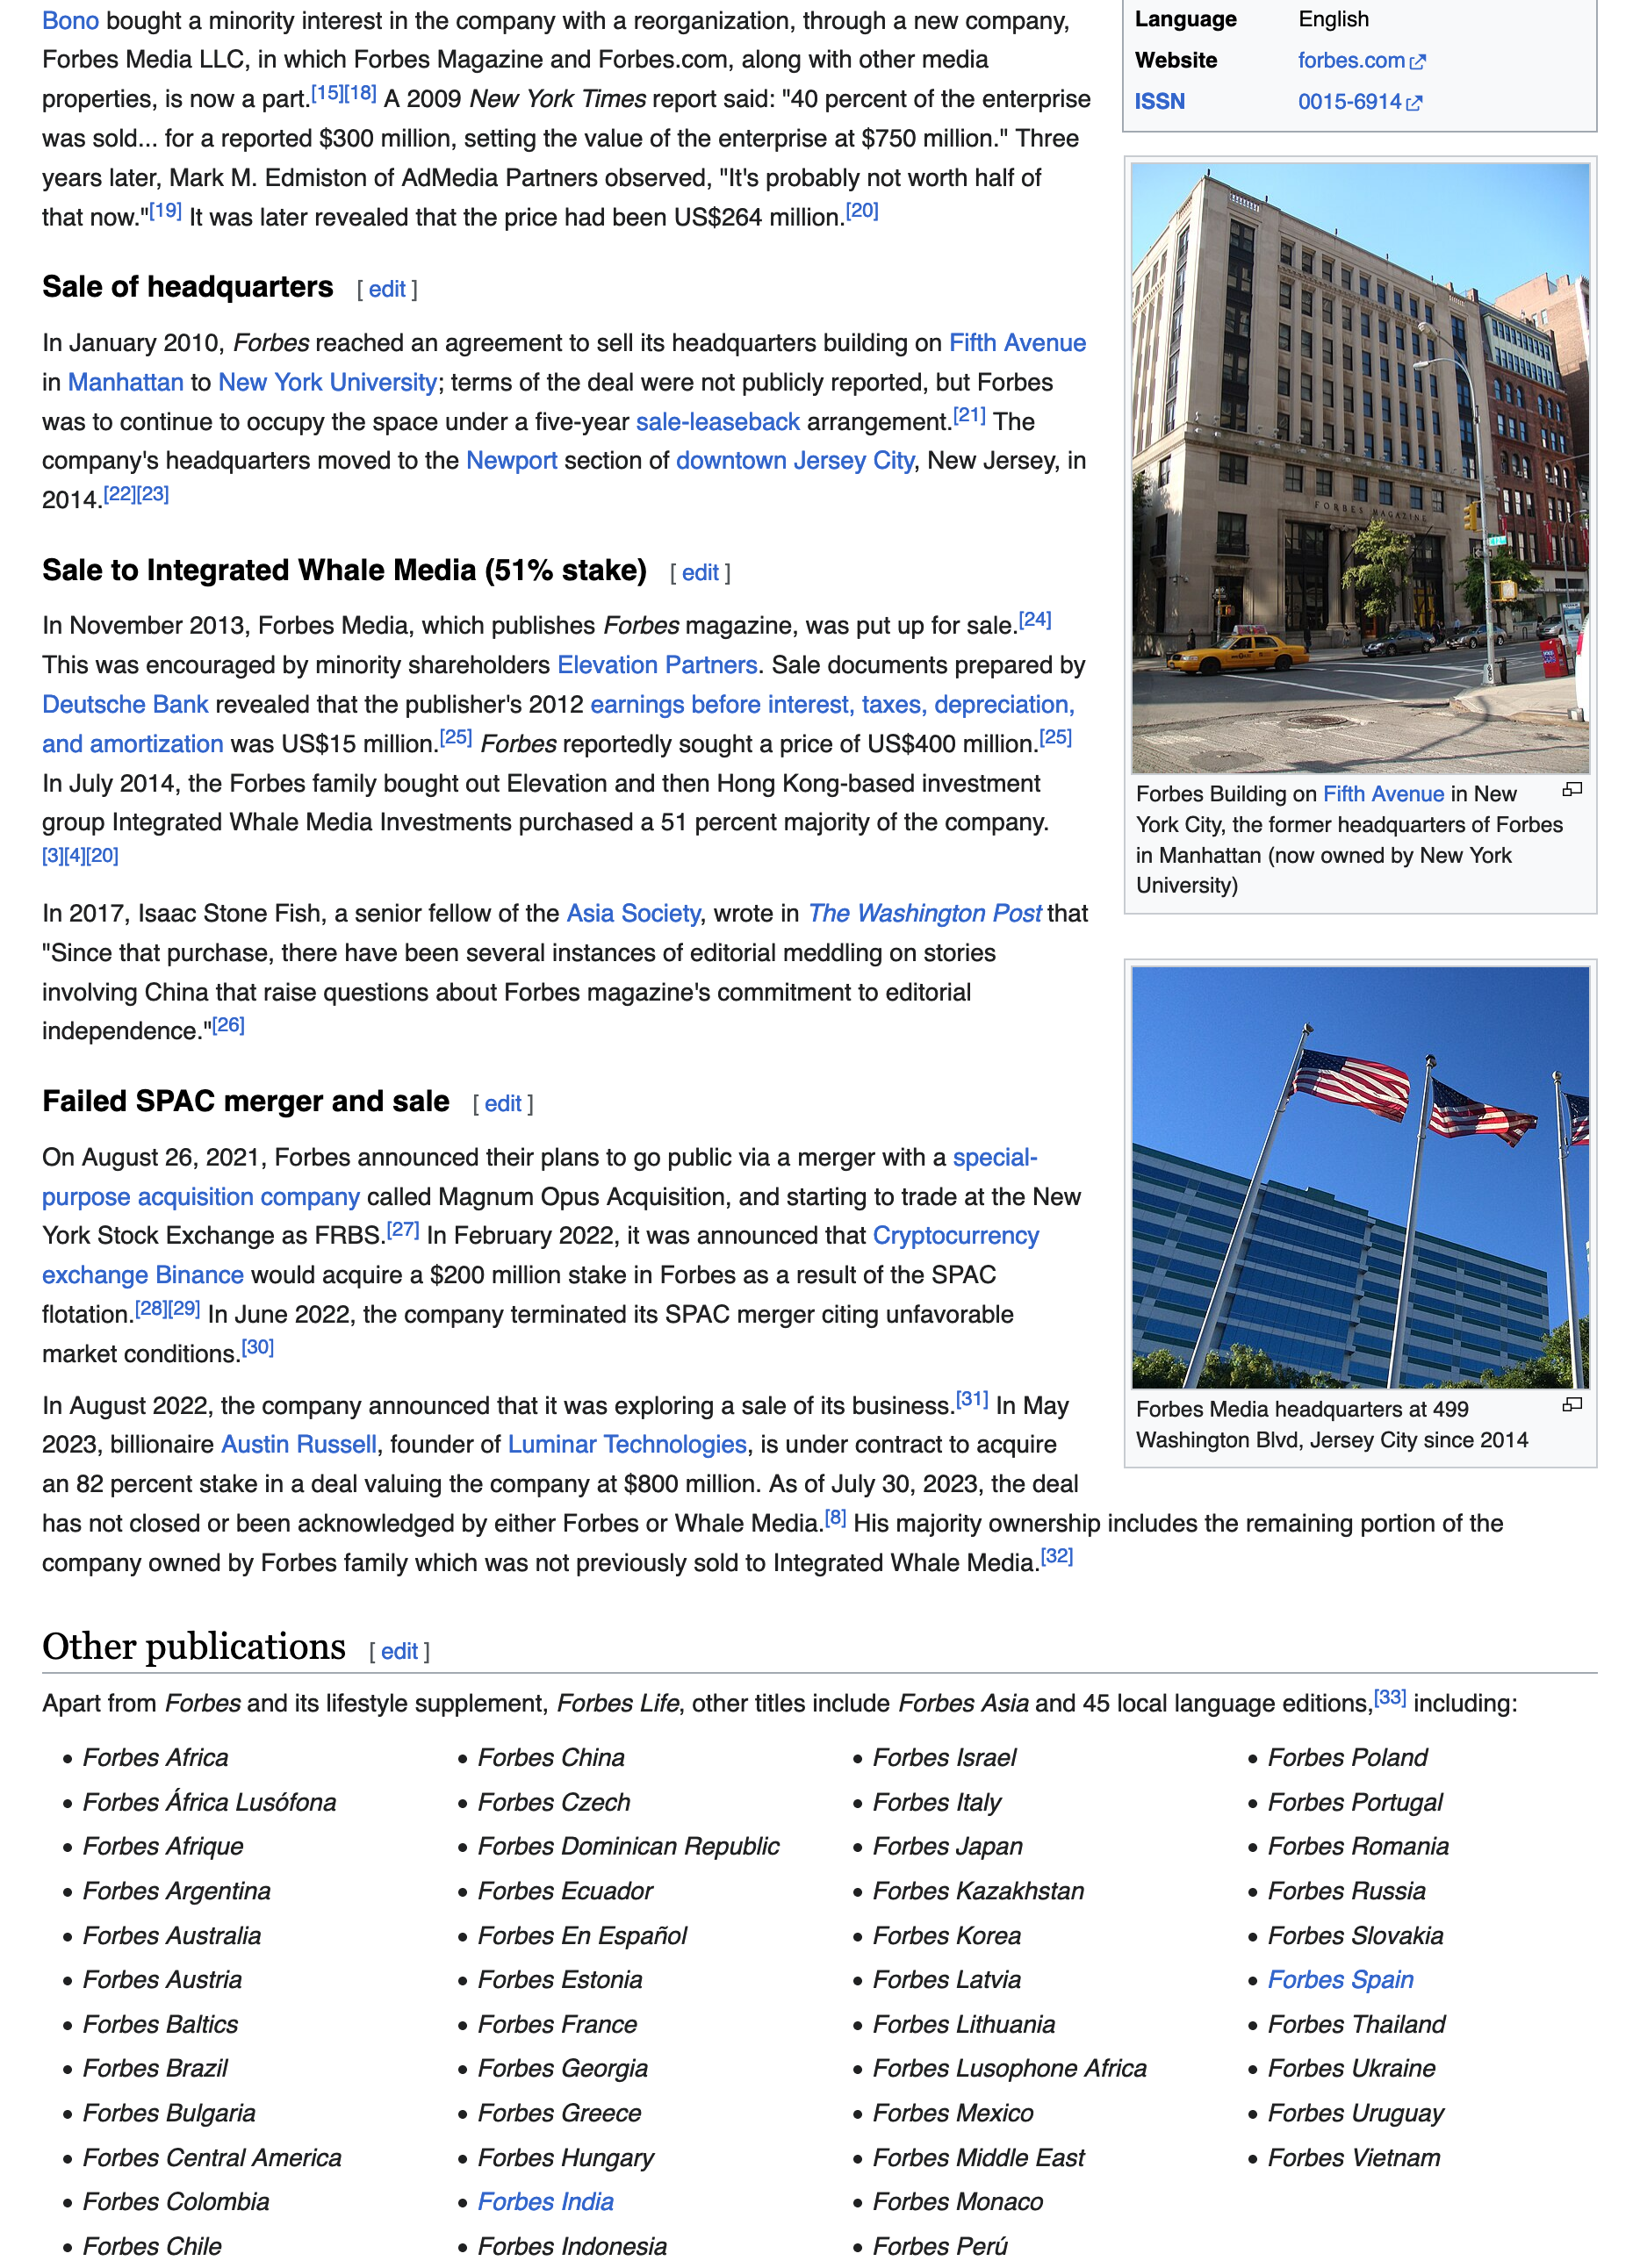 Bono bought a minority interest in the company with a reorganization, through a new company,
Forbes Media LLC, in which Forbes Magazine and Forbes.com, along with other media
properties, is now a part.[15][18] A 2009 New York Times report said: "40 percent of the enterprise
was sold... for a reported $300 million, setting the value of the enterprise at $750 million." Three
years later, Mark M. Edmiston of AdMedia Partners observed, "It's probably not worth half of
that now."[19] It was later revealed that the price had been US$264 million.[20]
Sale of headquarters [ edit ]
In January 2010, Forbes reached an agreement to sell its headquarters building on Fifth Avenue
in Manhattan to New York University; terms of the deal were not publicly reported, but Forbes
was to continue to occupy the space under a five-year sale-leaseback arrangement.[21] The
company's headquarters moved to the Newport section of downtown Jersey City, New Jersey, in
2014.[22][23]
Sale to Integrated Whale Media (51% stake) [ edit ]
In November 2013, Forbes Media, which publishes Forbes magazine, was put up for sale.[24]
This was encouraged by minority shareholders Elevation Partners. Sale documents prepared by
Deutsche Bank revealed that the publisher's 2012 earnings before interest, taxes, depreciation,
and amortization was US$15 million.[25] Forbes reportedly sought a price of US$400 million.[25]
In July 2014, the Forbes family bought out Elevation and then Hong Kong-based investment
group Integrated Whale Media Investments purchased a 51 percent majority of the company.
[3][4][20]
In 2017, Isaac Stone Fish, a senior fellow of the Asia Society, wrote in The Washington Post that
"Since that purchase, there have been several instances of editorial meddling on stories
involving China that raise questions about Forbes magazine's commitment to editorial
independence."[26]
Failed SPAC merger and sale [ edit ]
On August 26, 2021, Forbes announced their plans to go public via a merger with a special-
purpose acquisition company called Magnum Opus Acquisition, and starting to trade at the New
York Stock Exchange as FRBS.[27] In February 2022, it was announced that Cryptocurrency
exchange Binance would acquire a $200 million stake in Forbes as a result of the SPAC
flotation.[28][29] In June 2022, the company terminated its SPAC merger citing unfavorable
market conditions.[30]
In August 2022, the company announced that it was exploring a sale of its business.[31] In May
2023, billionaire Austin Russell, founder of Luminar Technologies, is under contract to acquire
an 82 percent stake in a deal valuing the company at $800 million. As of July 30, 2023, the deal
has not closed or been acknowledged by either Forbes or Whale Media.[8] His majority ownership includes the remaining portion of the
company owned by Forbes family which was not previously sold to Integrated Whale Media.[32]
Language English
Website forbes.com
ISSN 0015-6914
FORBES MAGAZINE
Forbes Building on Fifth Avenue in New
York City, the former headquarters of Forbes
in Manhattan (now owned by New York
University)
Forbes Media headquarters at 499
Washington Blvd, Jersey City since 2014
Other publications [ edit ]
Apart from Forbes and its lifestyle supplement, Forbes Life, other titles include Forbes Asia and 45 local language editions,[33] including:
Forbes Africa
Forbes África Lusófona
Forbes Afrique
Forbes Argentina
Forbes Australia
Forbes Austria
Forbes Baltics
Forbes Brazil
Forbes Bulgaria
Forbes Central America
Forbes Colombia
Forbes Chile
Forbes China
Forbes Czech
Forbes Dominican Republic
Forbes Ecuador
Forbes En Español
Forbes Estonia
Forbes France
Forbes Georgia
Forbes Greece
Forbes Hungary
Forbes India
Forbes Indonesia
Forbes Israel
Forbes Italy
Forbes Japan
Forbes Kazakhstan
Forbes Korea
Forbes Latvia
Forbes Lithuania
Forbes Lusophone Africa
Forbes Mexico
Forbes Middle East
Forbes Monaco
Forbes Perú
Forbes Poland
Forbes Portugal
Forbes Romania
Forbes Russia
Forbes Slovakia
Forbes Spain
Forbes Thailand
Forbes Ukraine
Forbes Uruguay
Forbes Vietnam